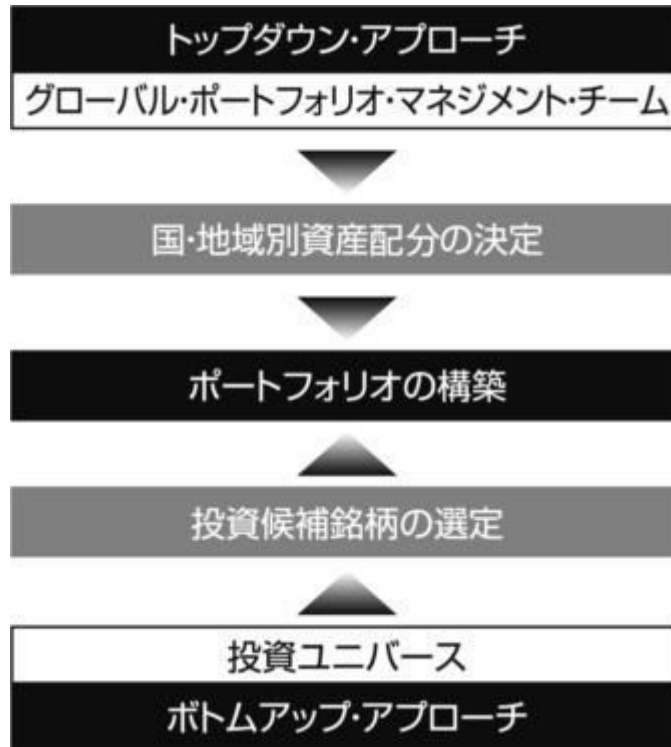 トップダウン・アプローチ
グローバル・ポートフォリオ・マネジメント・チーム
国・地域別資産配分の決定
ポートフォリオの構築
投資候補銘柄の選定
投資ユニバース
ボトムアップ・アプローチ